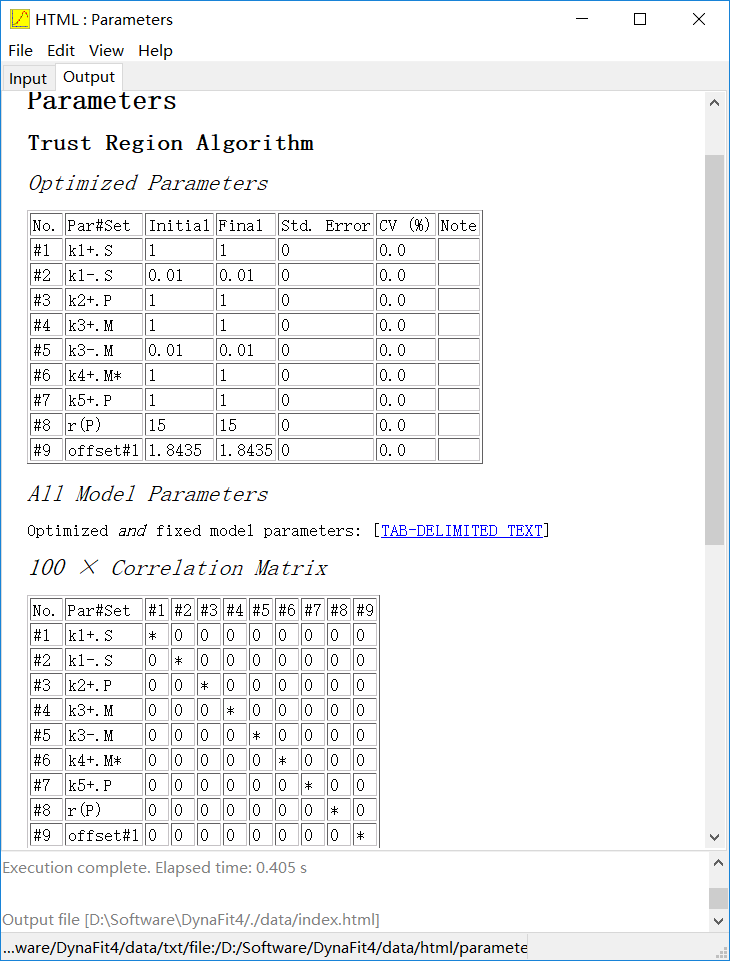 HTML : Parameters
File Edit View Help
Input Output
Parameters
Trust Region Algorithm
Optimized Parameters
No. Par#Set Initial Final Std. Error CV (%) Note
#1 k1+.S 1 1 0 0.0
#2 k1-.S 0.01 0.01 0 0.0
#3 k2+.P 1 1 0 0.0
#4 k3+.M 1 1 0 0.0
#5 k3-.M 0.01 0.01 0 0.0
#6 k4+.M* 1 1 0 0.0
#7 k5+.P 1 1 0 0.0
#8 r(P) 15 15 0 0.0
#9 offset#1 1.8435 1.8435 0 0.0
All Model Parameters
Optimized and fixed model parameters: [TAB-DELIMITED TEXT]
100 × Correlation Matrix
No. Par#Set #1 #2 #3 #4 #5 #6 #7 #8 #9
#1 k1+.S * 0 0 0 0 0 0 0 0
#2 k1-.S 0 * 0 0 0 0 0 0 0
#3 k2+.P 0 0 * 0 0 0 0 0 0
#4 k3+.M 0 0 0 * 0 0 0 0 0
#5 k3-.M 0 0 0 0 * 0 0 0 0
#6 k4+.M* 0 0 0 0 0 * 0 0 0
#7 k5+.P 0 0 0 0 0 0 * 0 0
#8 r(P) 0 0 0 0 0 0 0 * 0
#9 offset#1 0 0 0 0 0 0 0 0 *
Execution complete. Elapsed time: 0.405 s
Output file [D:\Software\DynaFit4/./data/index.html]
...ware/DynaFit4/data/txt/file:/D:/Software/DynaFit4/data/html/paramete